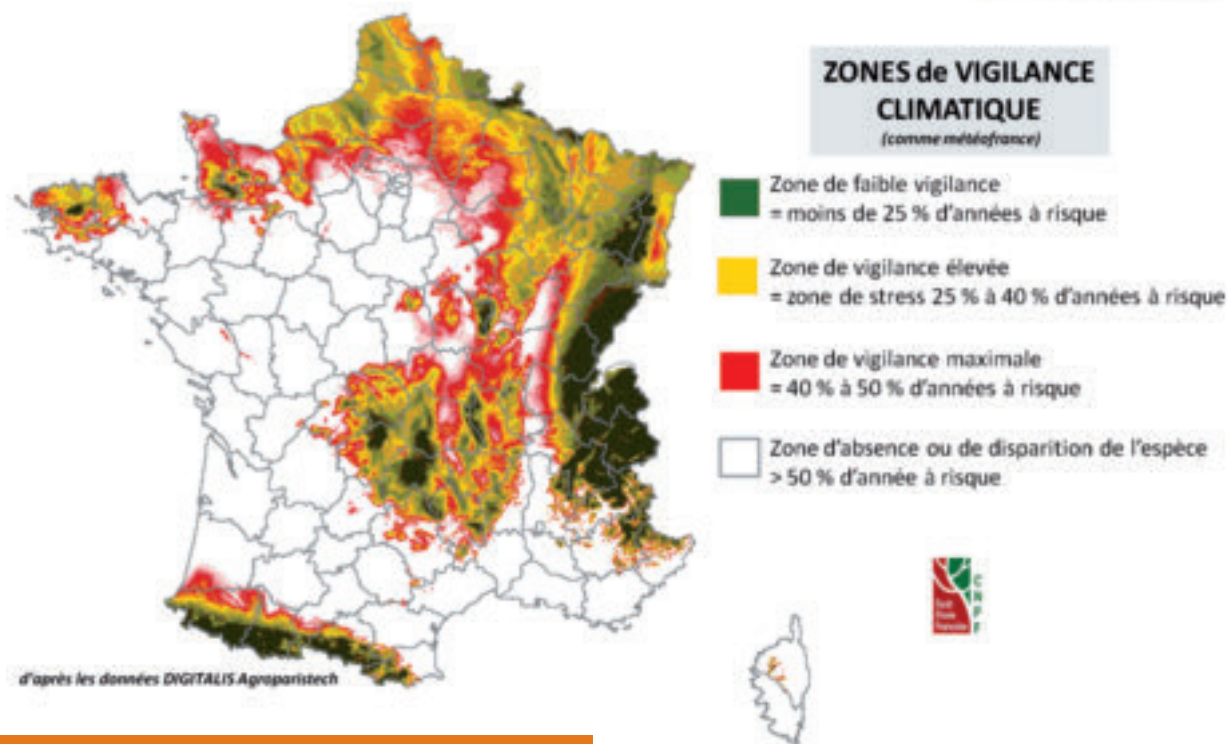 ZONES de VIGILANCE
CLIMATIQUE
(comme météofrance)
Zone de faible vigilance
= moins de 25 % d'années à risque
Zone de vigilance élevée
= zone de stress 25 % à 40 % d'années à risque
Zone de vigilance maximale
= 40 % à 50 % d'années à risque
Zone d'absence ou de disparition de l'espèce
> 50 % d'année à risque
CNPF
d'après les données DIGITALIS Agroparistech